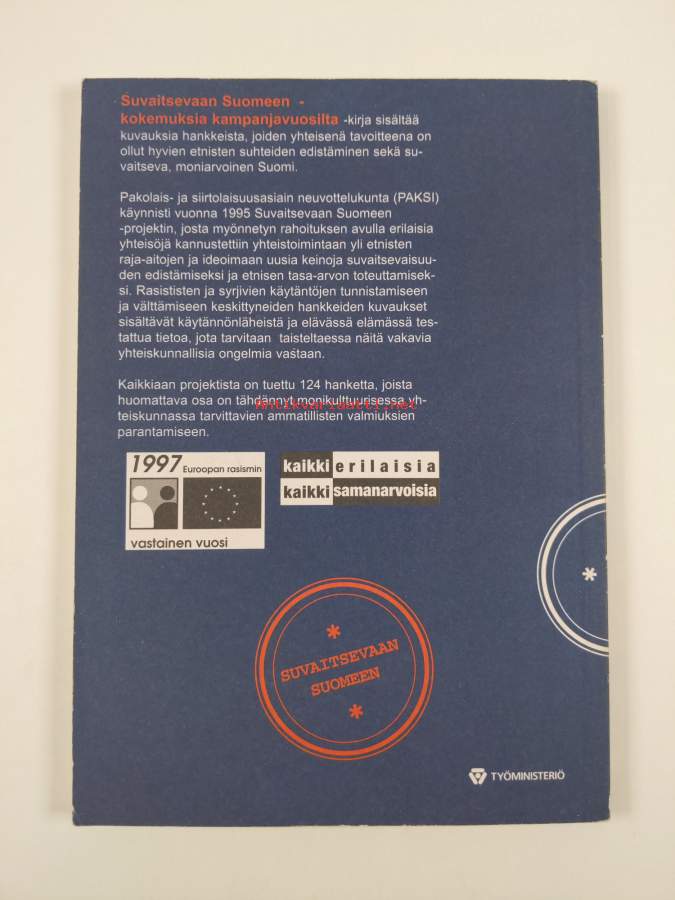 Suvaitsevaan Suomeen -
kokemuksia kampanjavuosilta -kirja sisältää
kuvauksia hankkeista, joiden yhteisenä tavoitteena on
ollut hyvien etnisten suhteiden edistäminen sekä su-
vaitseva, moniarvoinen Suomi.
Pakolais- ja siirtolaisuusasiain neuvottelukunta (PAKSI)
käynnisti vuonna 1995 Suvaitsevaan Suomeen
-projektin, josta myönnetyn rahoituksen avulla erilaisia
yhteisöjä kannustettiin yhteistoimintaan yli etnisten
raja-aitojen ja ideoimaan uusia keinoja suvaitsevaisuu-
den edistämiseksi ja etnisen tasa-arvon toteuttamisek-
si. Rasististen ja syrjivien käytäntöjen tunnistamiseen
ja välttämiseen keskittyneiden hankkeiden kuvaukset
sisältävät käytännönläheistä ja elävässä elämässä tes-
tattua tietoa, jota tarvitaan taisteltaessa näitä vakavia
yhteiskunnallisia ongelmia vastaan.
Kaikkiaan projektista on tuettu 124 hanketta, joista
huomattava osa on tähdännyt monikulttuurisessa yh-
Antikvariaatti.net
teiskunnassa tarvittavien ammatillisten valmiuksien
parantamiseen.
1997 Euroopan rasismin
vastainen vuosi
kaikki erilaisia
kaikki samanarvoisia
*
*
SUVAITSEVAAN
SUOMEEN
*
TYÖMINISTERIÖ